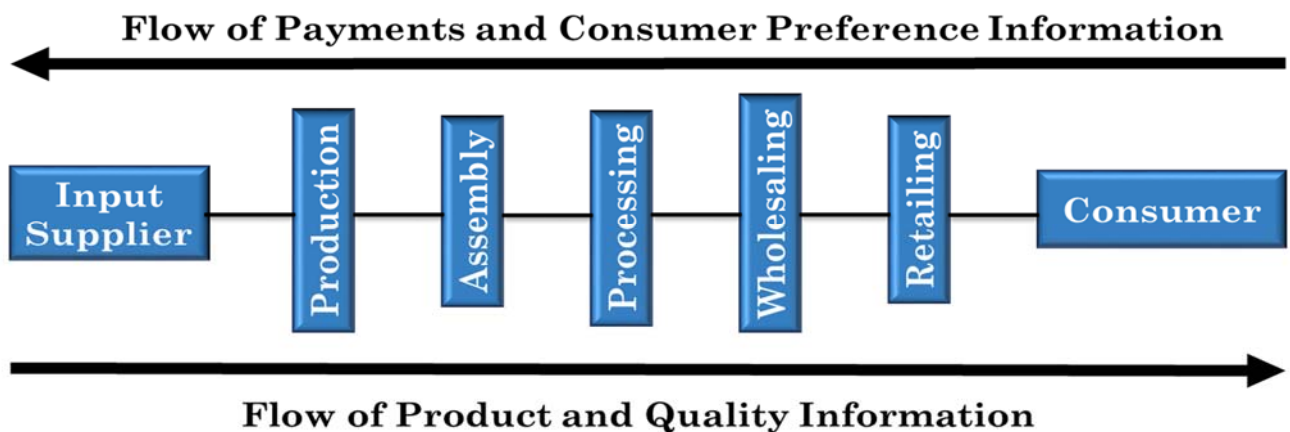 Flow of Payments and Consumer Preference Information
Input
Supplier
Production
Assembly
Processing
Wholesaling
Retailing
Consumer
Flow of Product and Quality Information